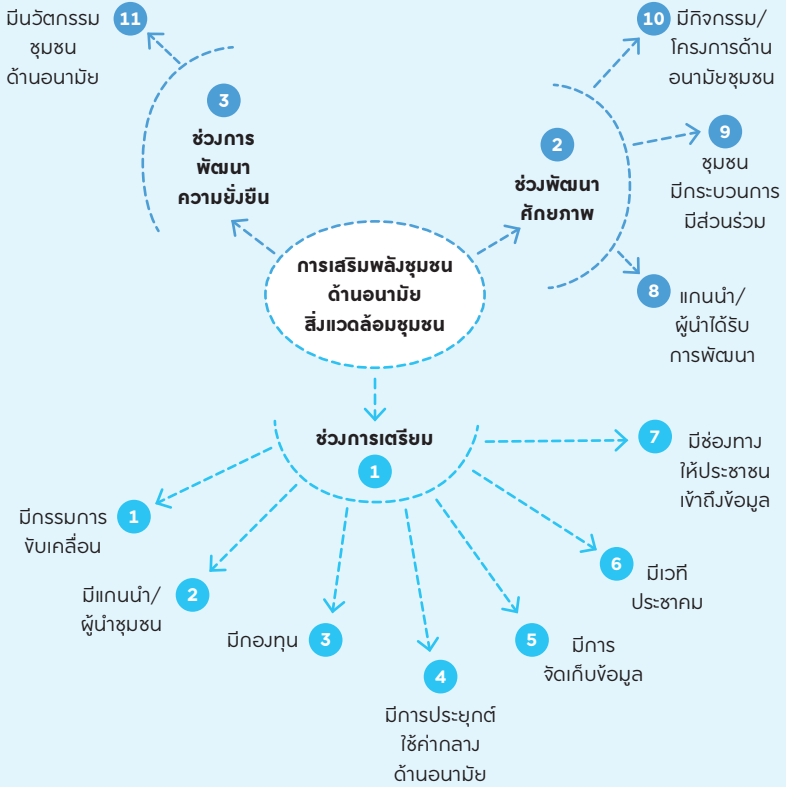 การเสริมพลังชุมชน
ด้านอนามัย
สิ่งแวดล้อมชุมชน
ช่วงการเตรียม
1
1
มีกรรมการ
ขับเคลื่อน
2
มีแกนนำ/
ผู้นำชุมชน
3
มีกองทุน
4
มีการประยุกต์
ใช้ค่ากลาง
ด้านอนามัย
5
มีการ
จัดเก็บข้อมูล
6
มีเวที
ประชาคม
7
มีช่องทาง
ให้ประชาชน
เข้าถึงข้อมูล
2
ช่วงพัฒนา
ศักยภาพ
8
แกนนำ/
ผู้นำได้รับ
การพัฒนา
9
ชุมชน
มีกระบวนการ
มีส่วนร่วม
10
มีกิจกรรม/
โครงการด้าน
อนามัยชุมชน
3
ช่วงการ
พัฒนา
ความยั่งยืน
11
มีนวัตกรรม
ชุมชน
ด้านอนามัย